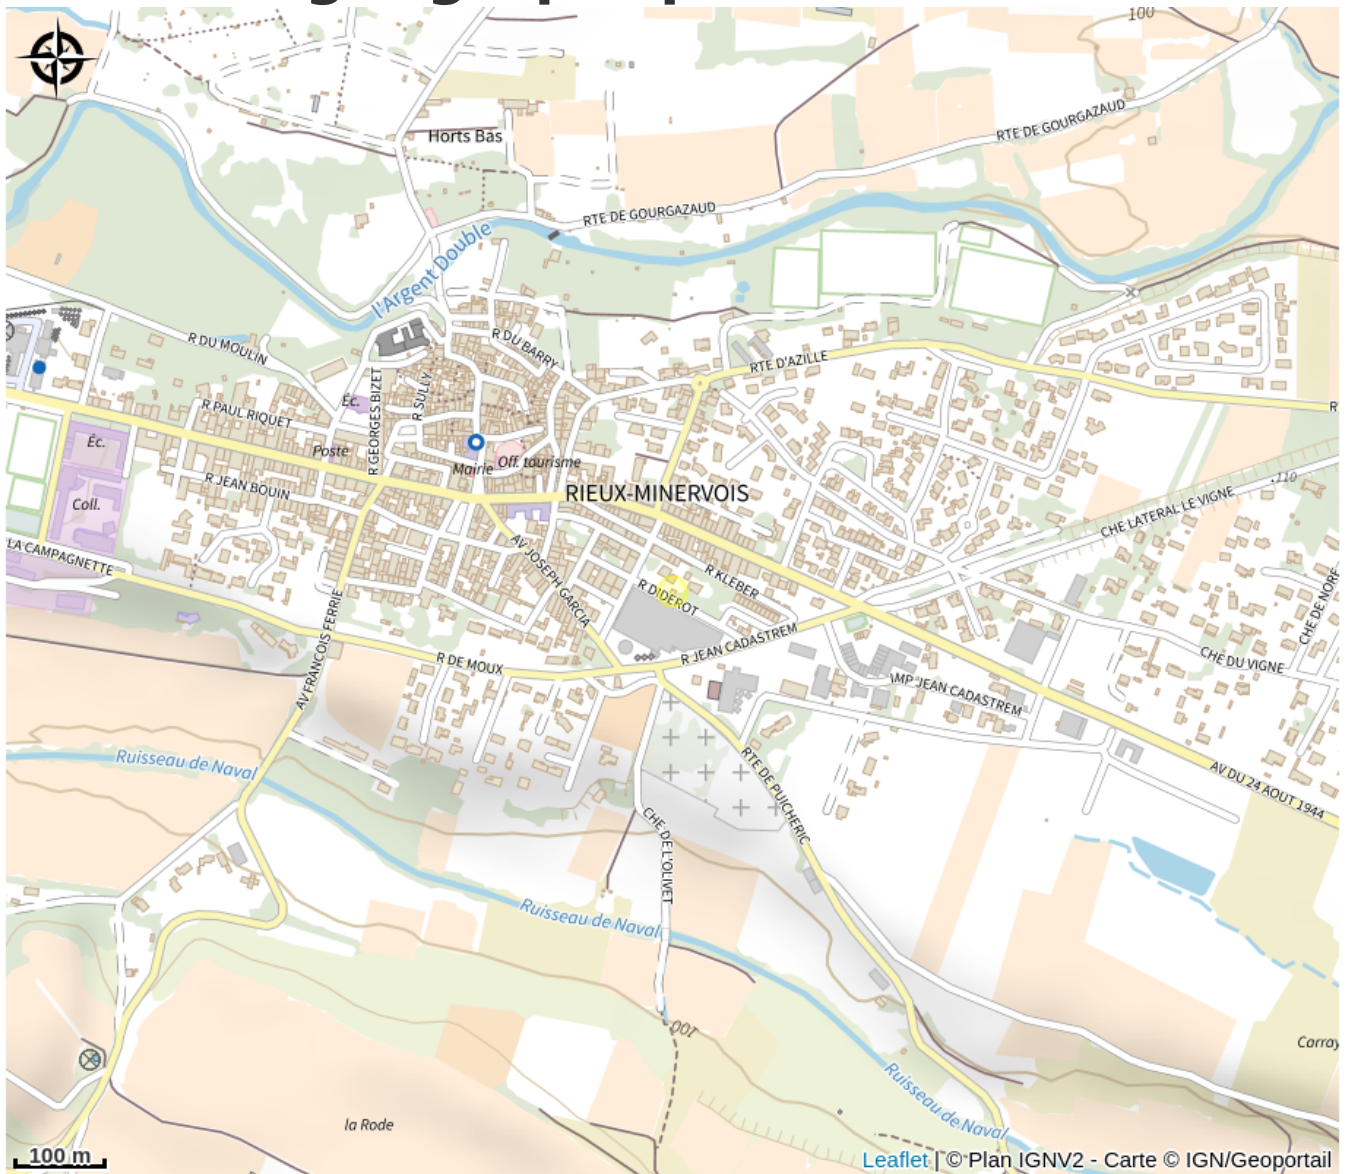 100
RTE DE GOURGAZAUD
Horts Bas
RTE DE GOURGAZAUD
l'Argent Double
R DU MOULIN
R DU BARRY
RTE D'AZILLE
R GEORGES BIZET
R SULLY
Éc.
R PAUL RIQUET
Éc.
Poste
Mairie
Off. tourisme
R JEAN BOUIN
RIEUX-MINERVOIS
110
Coll.
CHE LATERAL LE VIGNE
LA CAMPAGNETTE
AV JOSEPH GARCIA
R KLEBER
R DIDEROT
CHE DE NORE
AV FRANCOIS FERRIE
R JEAN CADASTREM
R DE MOUX
CHE DU VIGNE
IMP JEAN CADASTREM
Ruisseau de Naval
RTE DE PUICHERIC
AV DU 24 AOUT 1944
CHE DE L'OLIVET
Ruisseau de Naval
100
Carray
Ruisseau de Naval
la Rode
100 m
Leaflet | © Plan IGNV2 - Carte © IGN/Geoportail